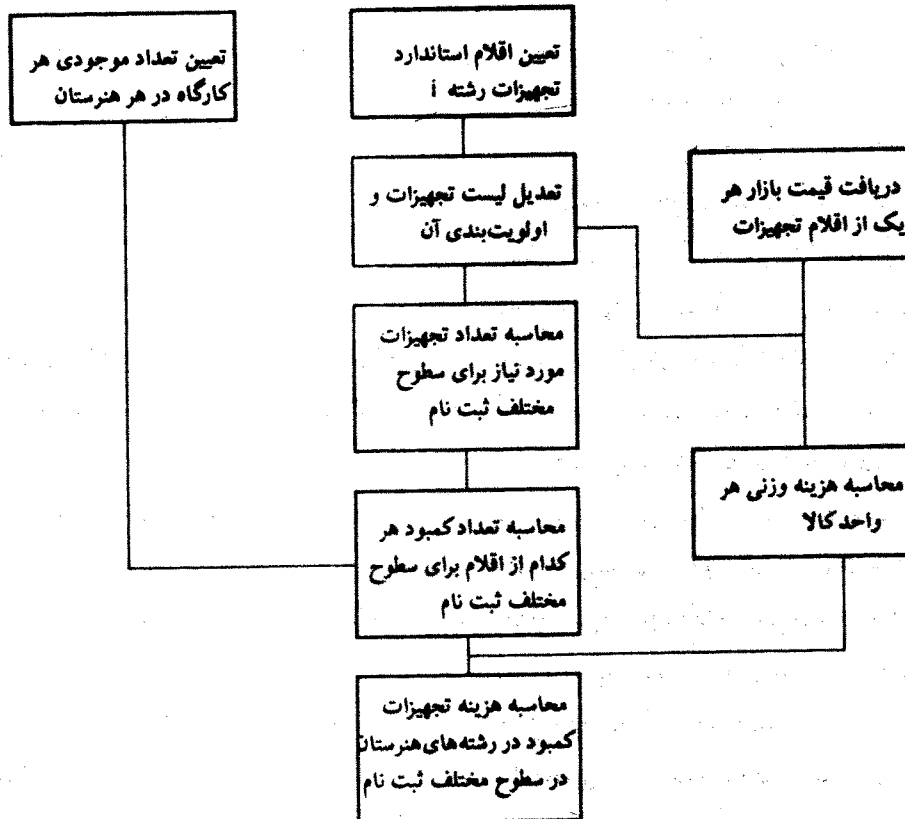 تعیین تعداد موجودی هر
کارگاه در هر هنرستان
تعیین اقلام استاندارد
تجهیزات رشته i
تعدیل لیست تجهیزات و
اولویت‌بندی آن
دریافت قیمت بازار هر
یک از اقلام تجهیزات
محاسبه تعداد تجهیزات
مورد نیاز برای سطوح
مختلف ثبت نام
محاسبه هزینه وزنی هر
واحد کالا
محاسبه تعداد کمبود هر
کدام از اقلام برای سطوح
مختلف ثبت نام
محاسبه هزینه تجهیزات
کمبود در رشته‌های هنرستان
در سطوح مختلف ثبت نام